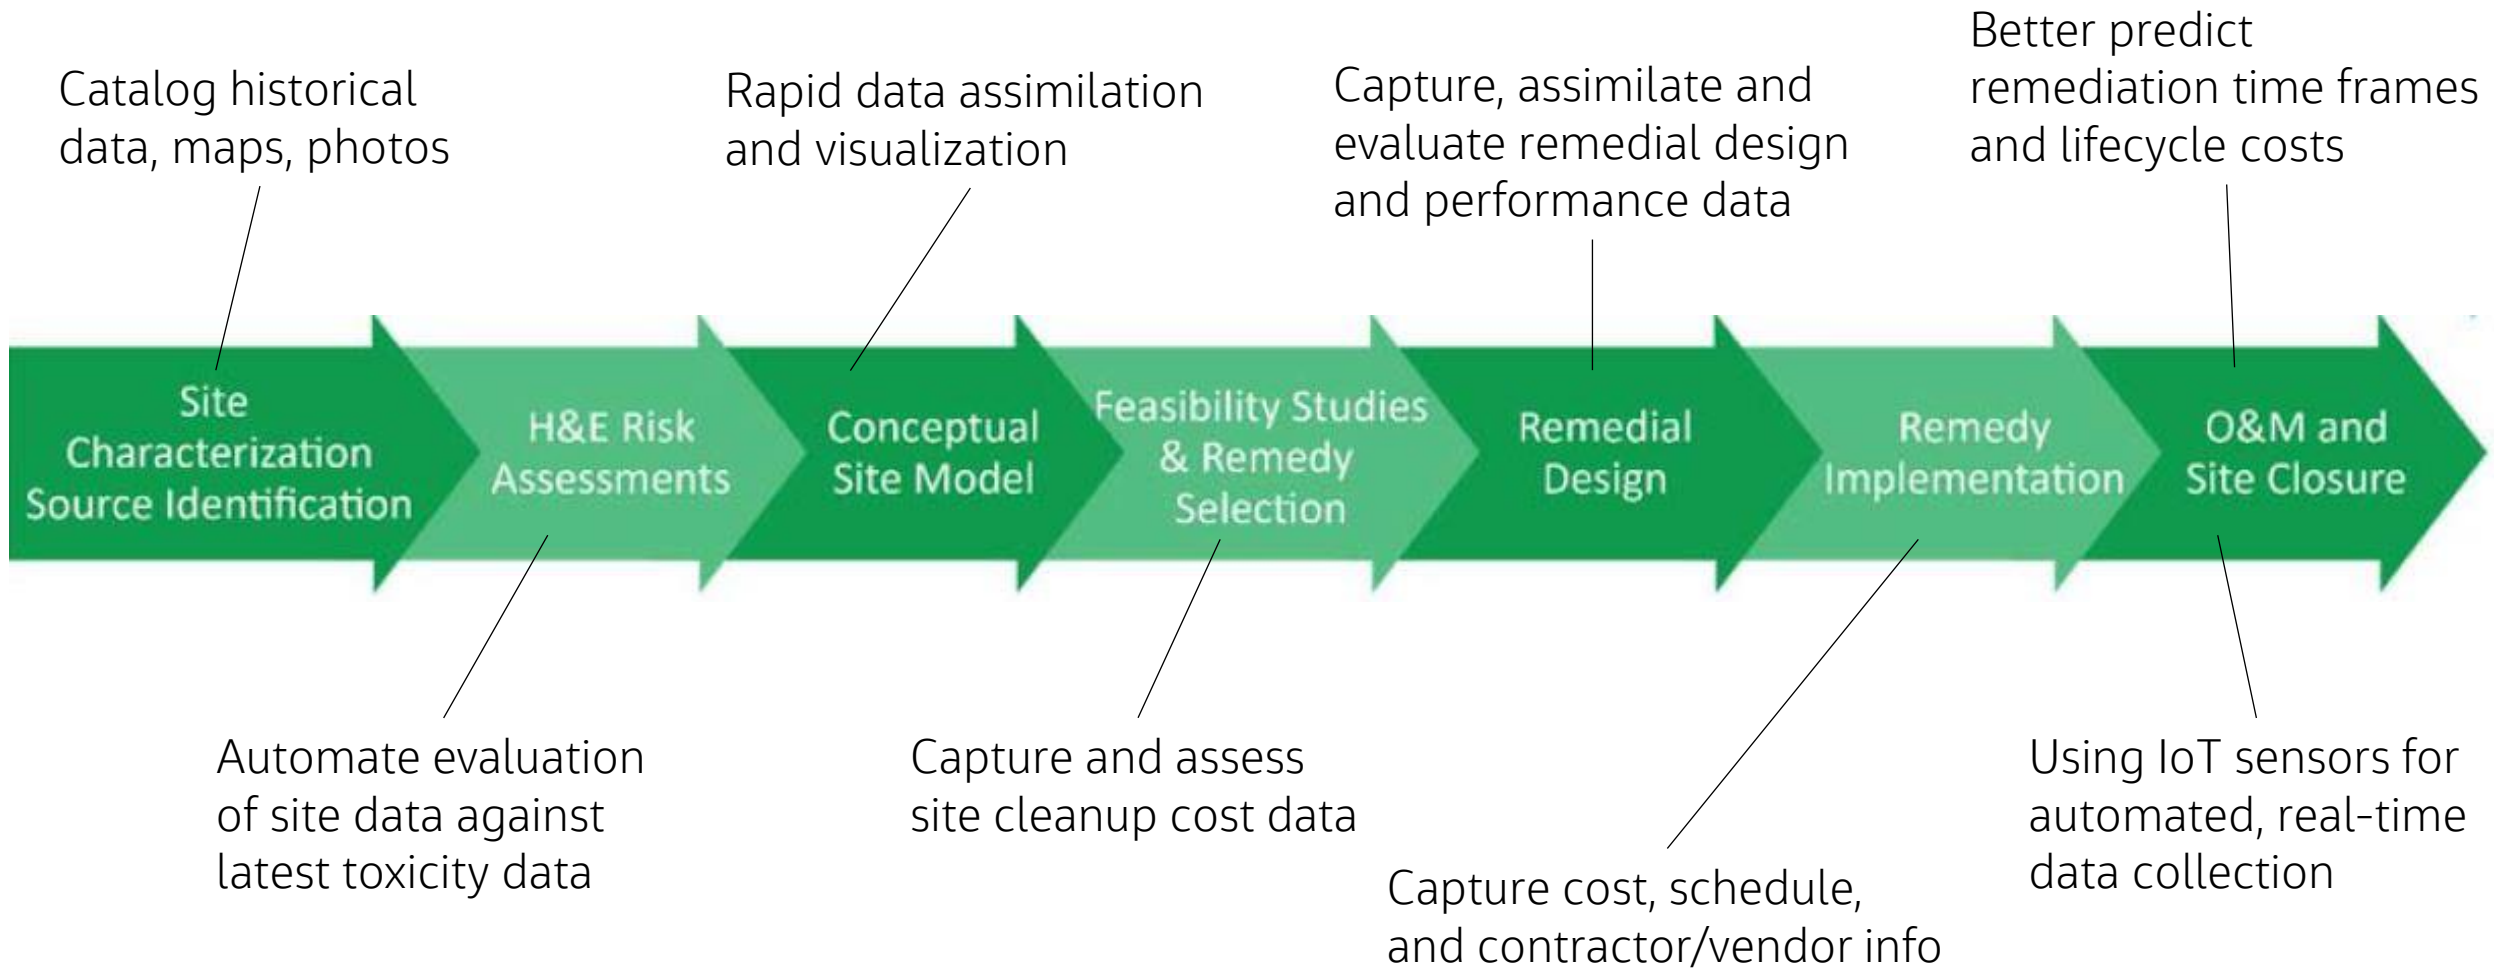 Catalog historical
data, maps, photos
Rapid data assimilation
and visualization
Capture, assimilate and
evaluate remedial design
and performance data
Better predict
remediation time frames
and lifecycle costs
Site
Characterization
Source Identification
H&E Risk
Assessments
Conceptual
Site Model
Feasibility Studies
& Remedy
Selection
Remedial
Design
Remedy
Implementation
O&M and
Site Closure
Automate evaluation
of site data against
latest toxicity data
Capture and assess
site cleanup cost data
Capture cost, schedule,
and contractor/vendor info
Using IoT sensors for
automated, real-time
data collection